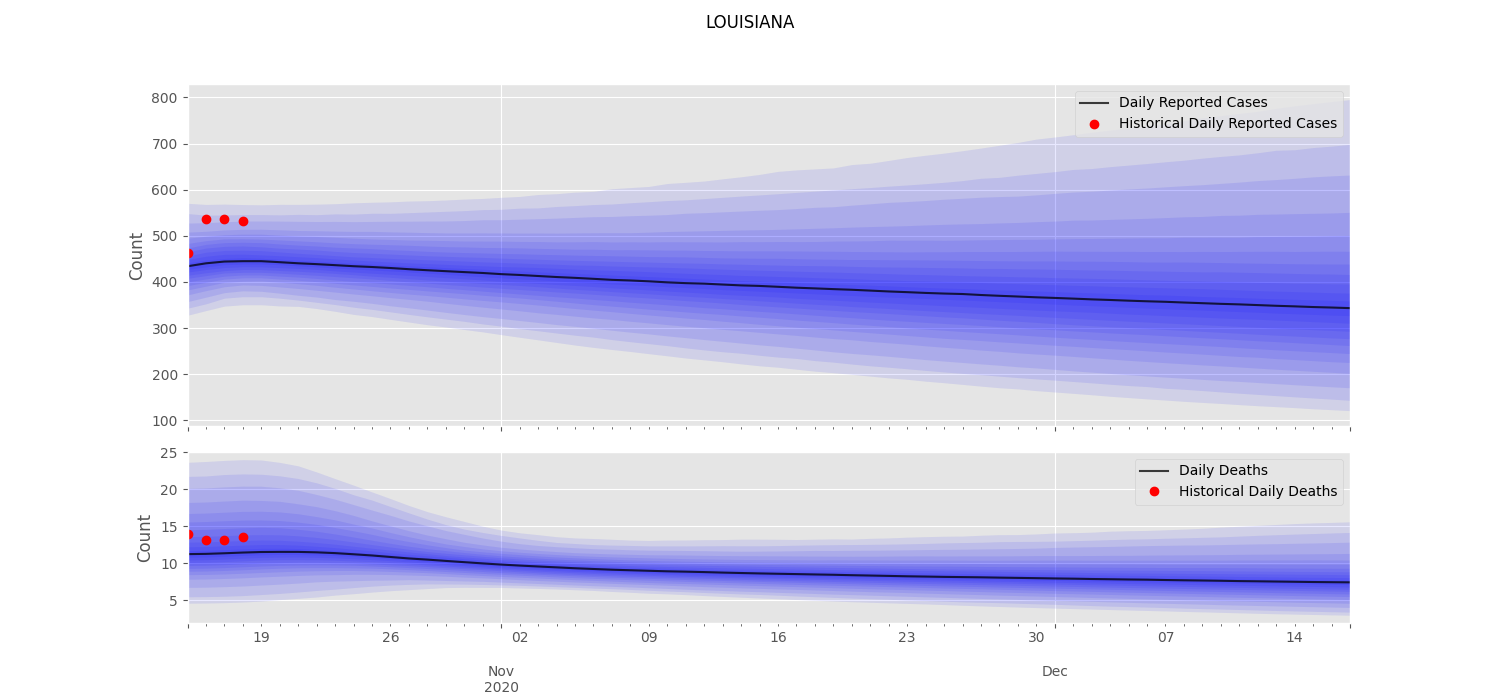 LOUISIANA
800
700
600
500
400
300
200
100
Count
Daily Reported Cases
Historical Daily Reported Cases
25
20
15
10
5
Count
Daily Deaths
Historical Daily Deaths
19 26 02 09 16 23 30 07 14
Nov Dec
2020